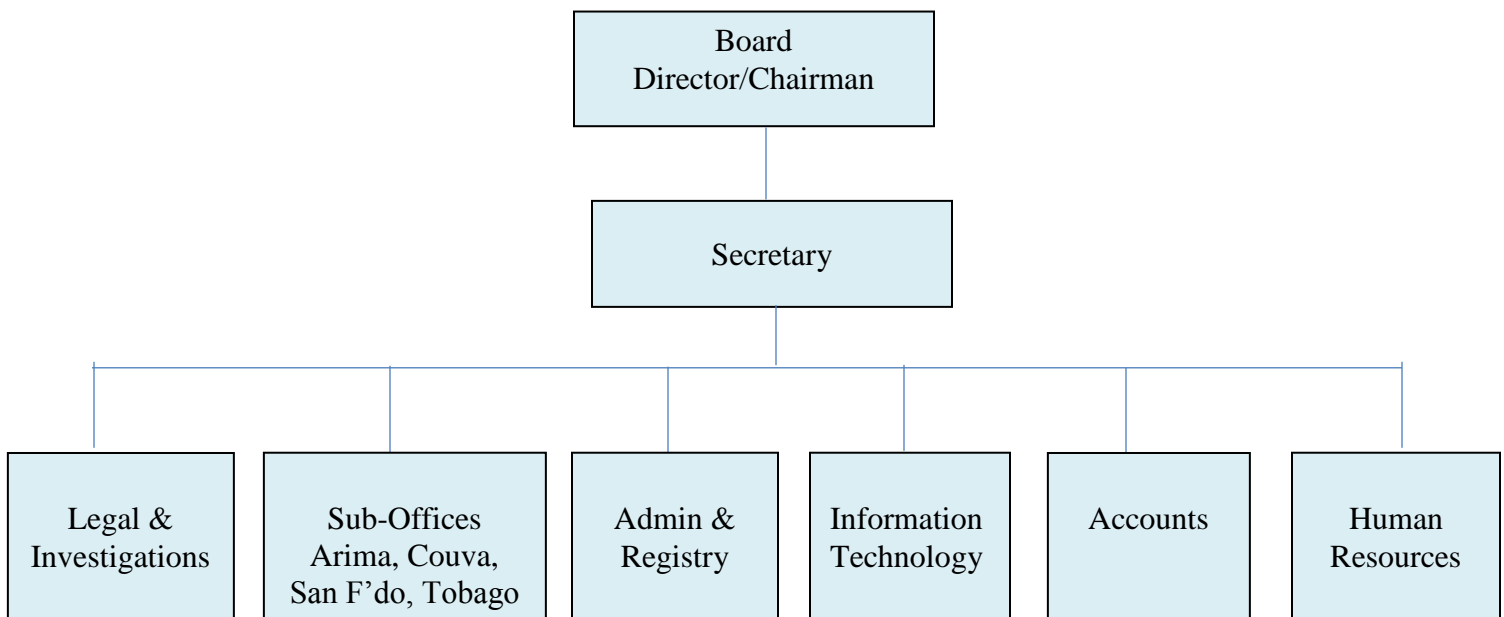 Board
Director/Chairman
Secretary
Legal &
Investigations
Sub-Offices
Arima, Couva,
San F’do, Tobago
Admin &
Registry
Information
Technology
Accounts
Human
Resources